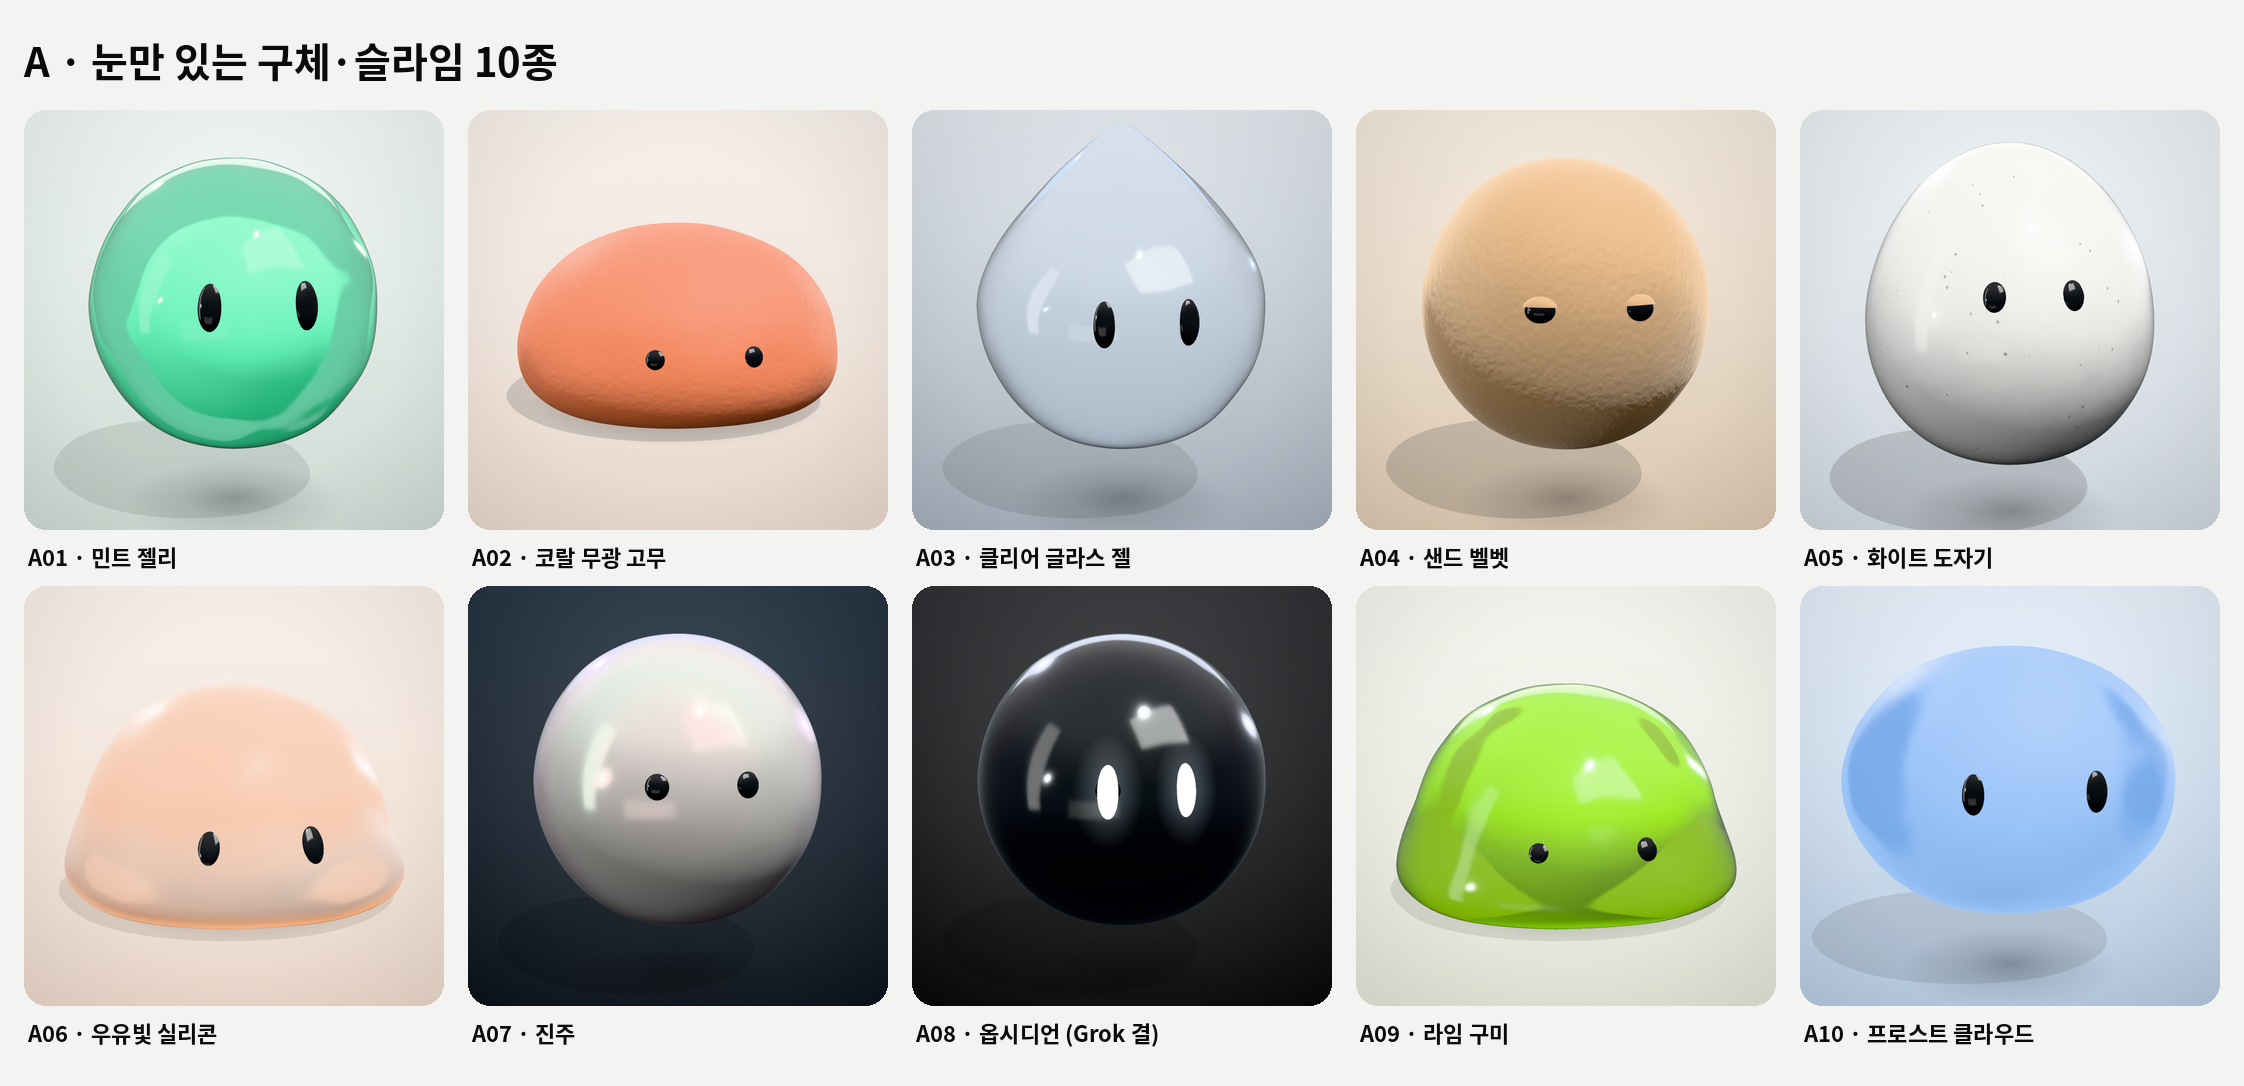 A · 눈만 있는 구체·슬라임 10종
A01 · 민트 젤리
A02 · 코랄 무광 고무
A03 · 클리어 글라스 젤
A04 · 샌드 벨벳
A05 · 화이트 도자기
A06 · 우유빛 실리콘
A07 · 진주
A08 · 옵시디언 (Grok 결)
A09 · 라임 구미
A10 · 프로스트 클라우드